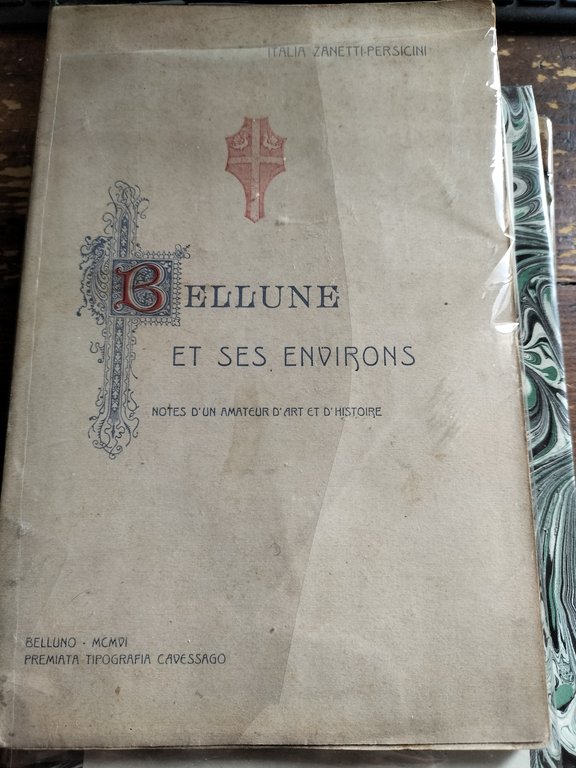 ITALIA ZANETTI-PERSICINI
BELLUNE
ET SES ENVIRONS
NOTES D'UN AMATEUR D'ART ET D'HISTOIRE
BELLUNO - MCMVI
PREMIATA TIPOGRAFIA CAVESSAGO